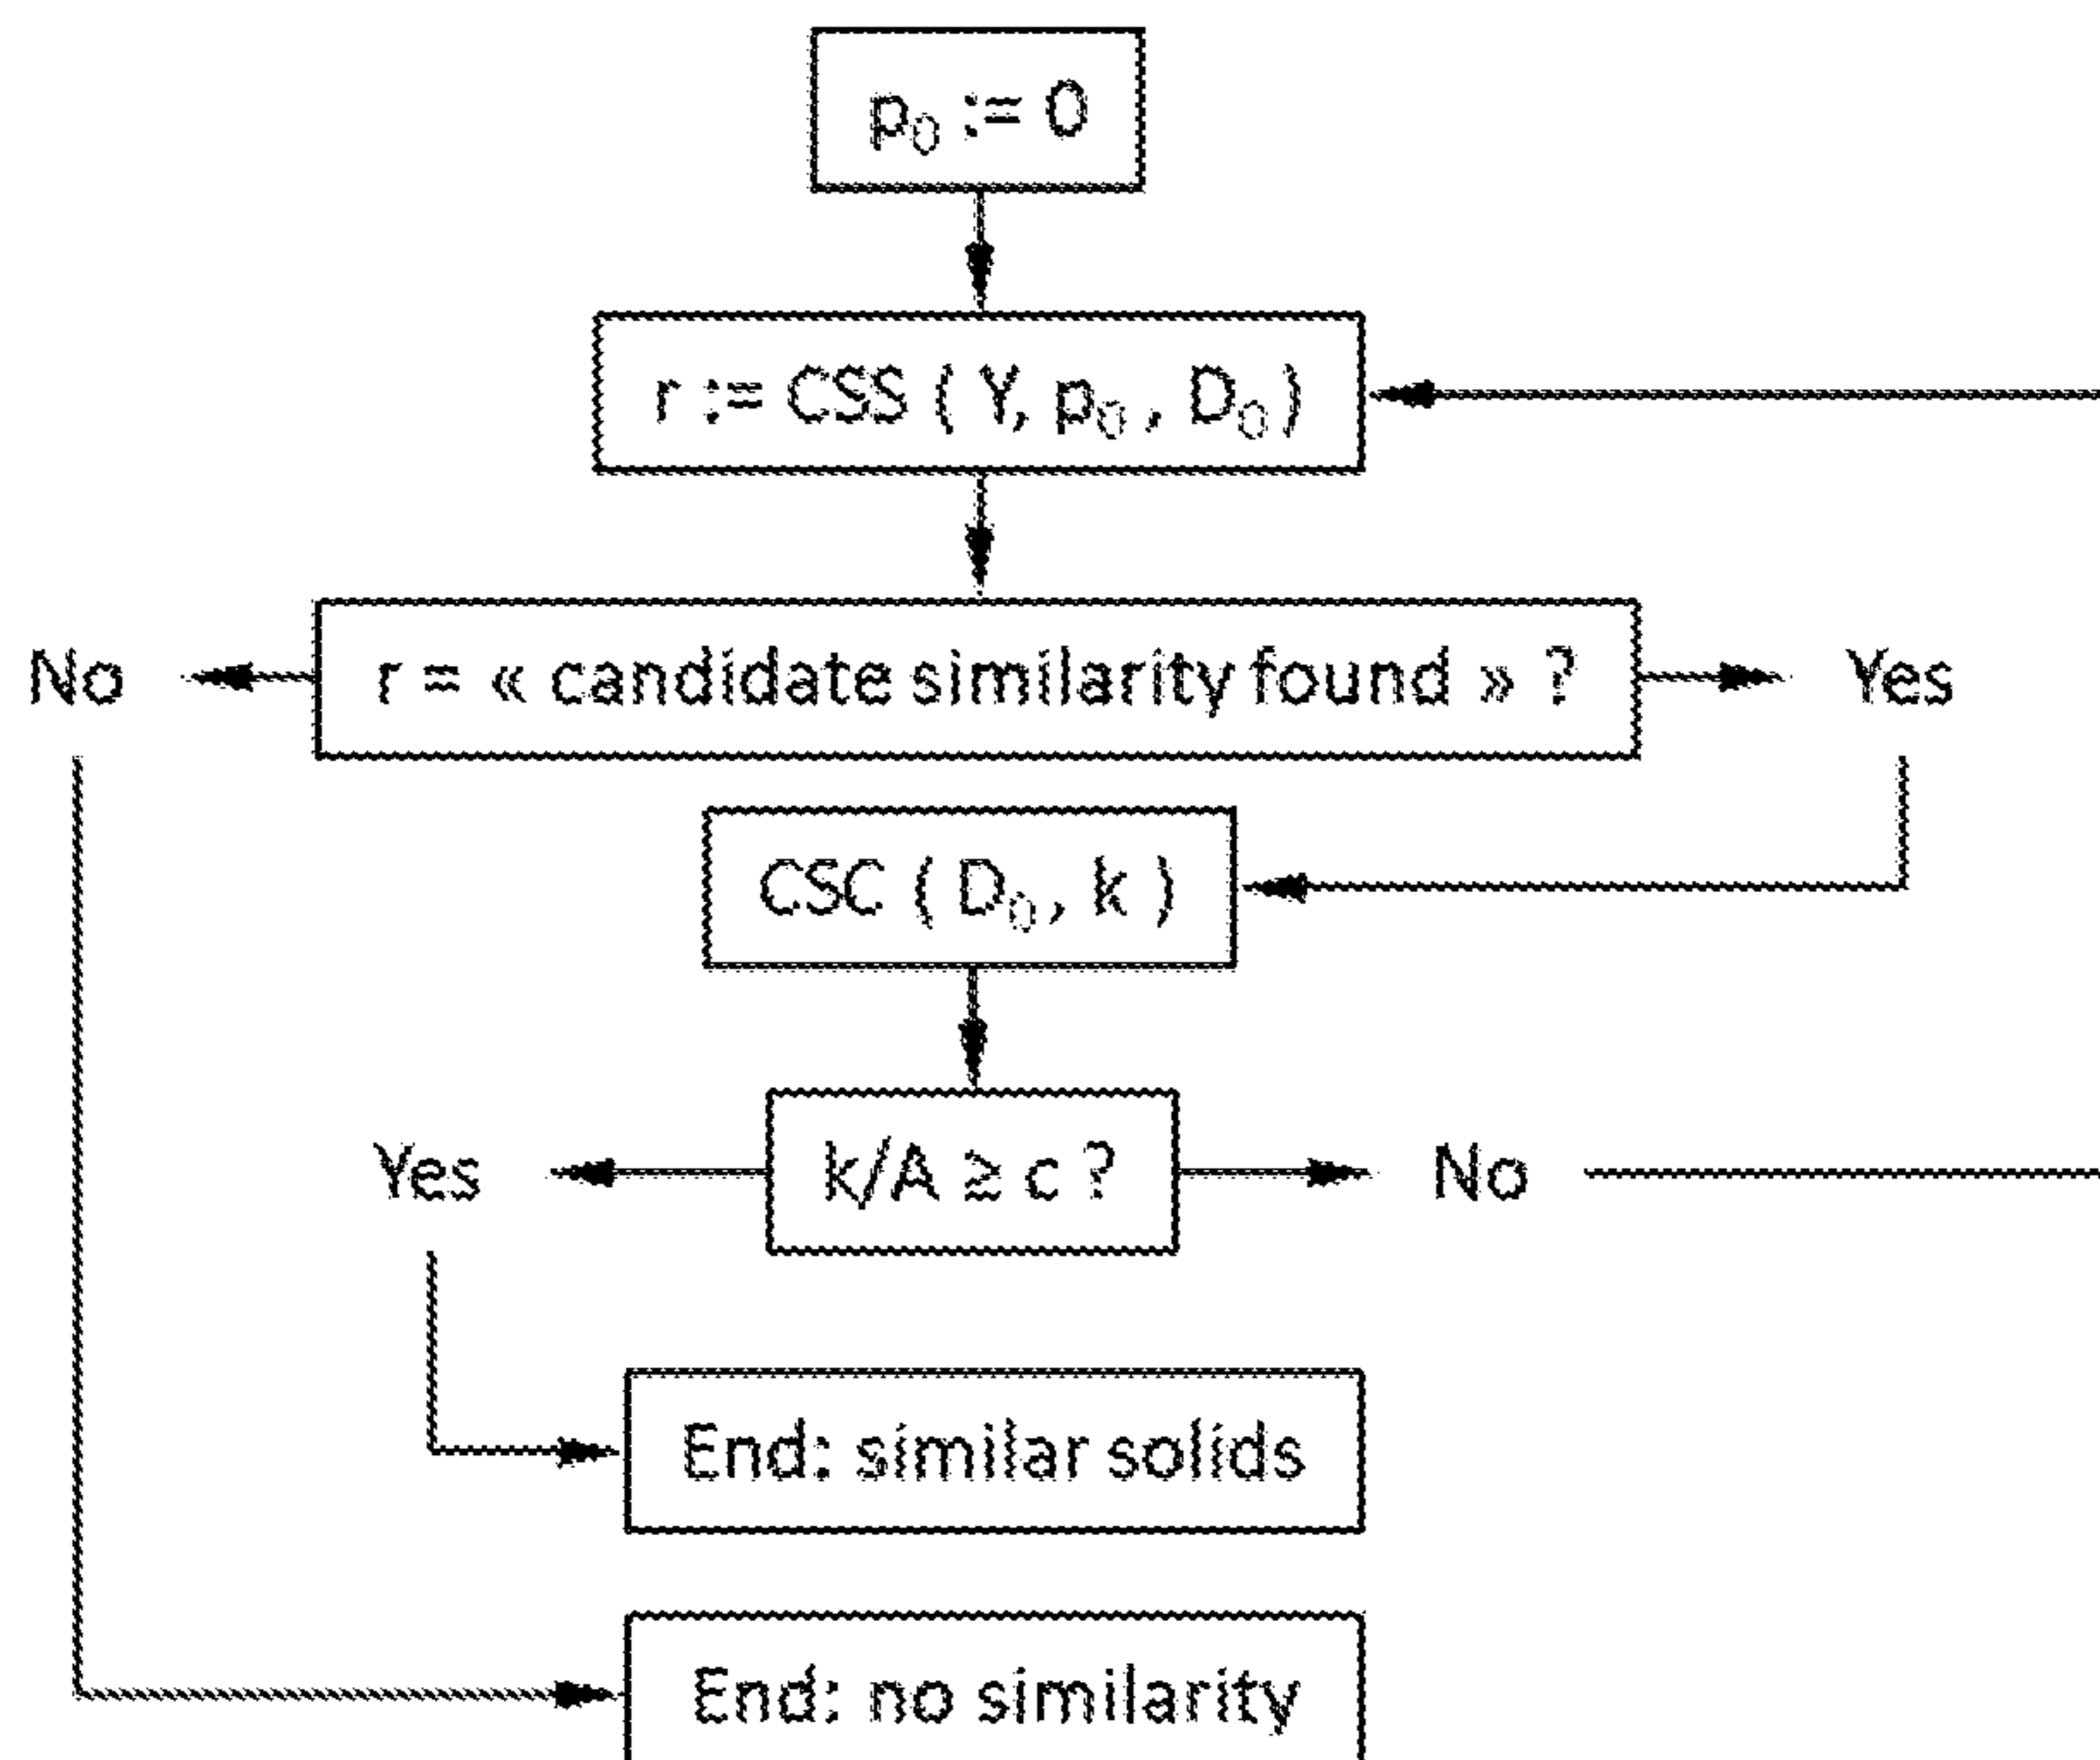 p₀ := 0
r := CSS ( Y, p₀ , D₀ )
No
r = « candidate similarity found » ?
Yes
CSC ( D₀, k )
Yes
k/A ≥ c ?
No
End: similar solids
End: no similarity